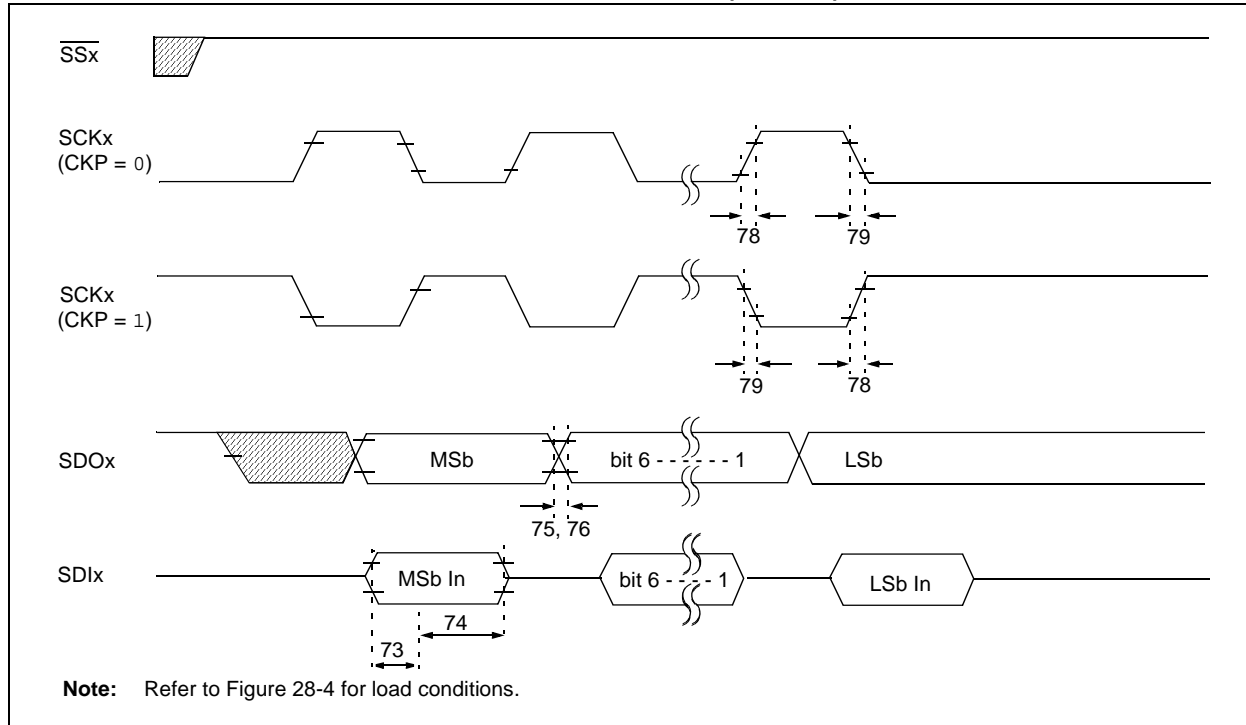 SSx
SCKx
(CKP = 0)
78
79
SCKx
(CKP = 1)
79
78
SDOx
MSb
bit 6 - - - - - - 1
LSb
75, 76
SDIx
MSb In
bit 6 - - - - 1
LSb In
74
73
Note: Refer to Figure 28-4 for load conditions.